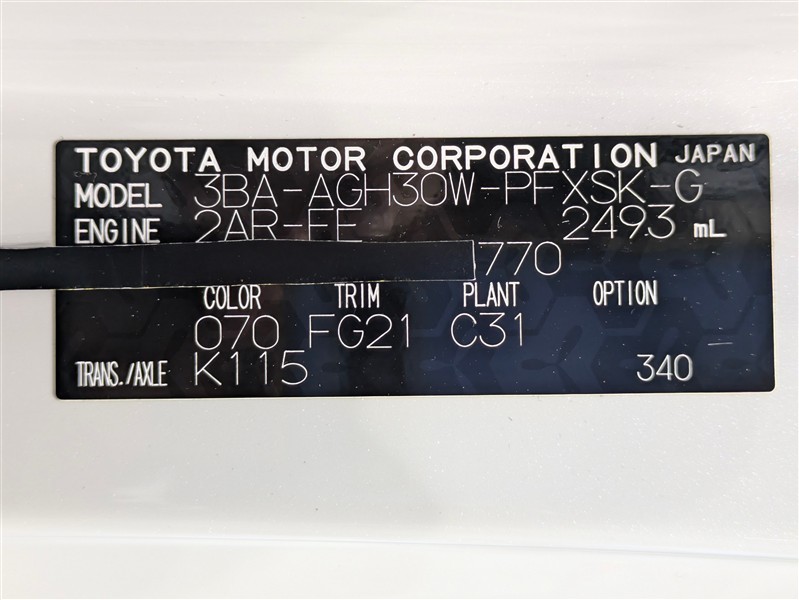 TOYOTA MOTOR CORPORATION JAPAN
MODEL 3BA-AGH30W-PFXSK-G
ENGINE 2AR-FE 2493 mL
770
COLOR TRIM PLANT OPTION
070 FG21 C31
TRANS./AXLE K115 340